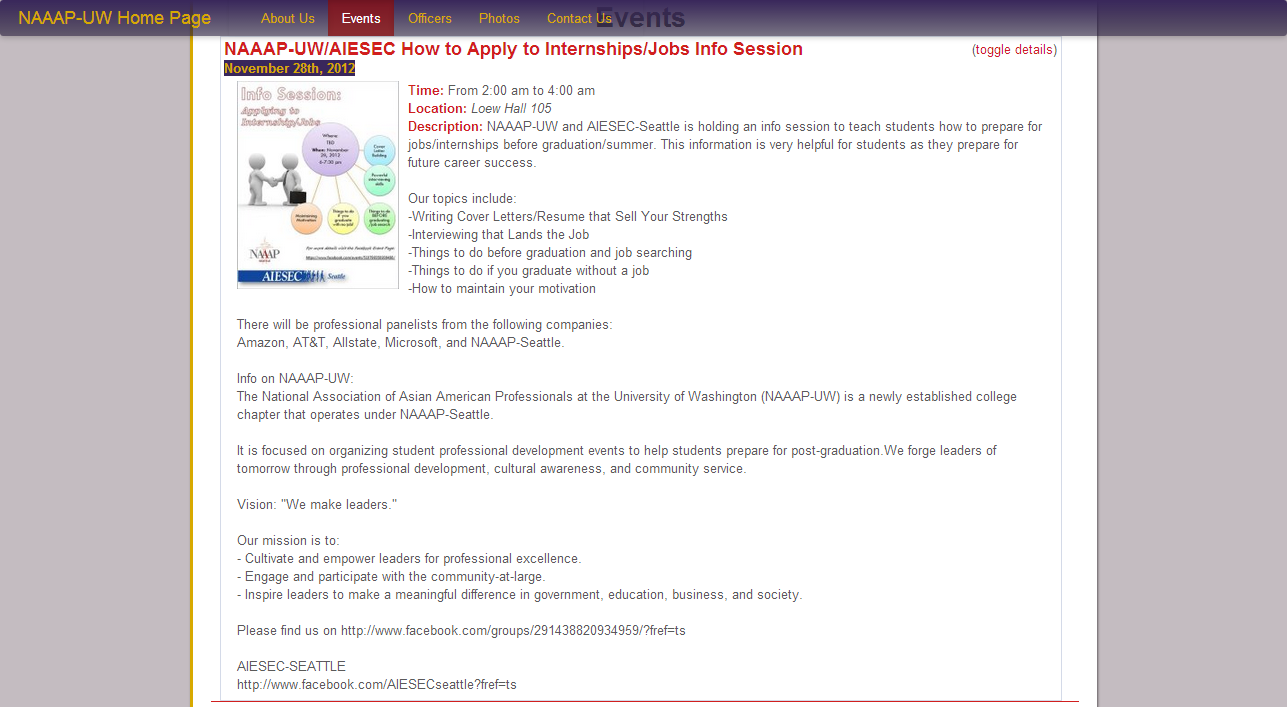 NAAAP-UW Home Page About Us Events Officers Photos Contact Us
Events
NAAAP-UW/AIESEC How to Apply to Internships/Jobs Info Session (toggle details)
November 28th, 2012
Info Session:
Applying to
Internship/Jobs
Where:
TBD
When: November
28, 2012
6-7:30 pm
Cover
Letter
Building
Powerful
interviewing
skills
Maintaining
Motivation
Things to do
if you
graduate
with no job!
Things to do
BEFORE
graduating
/job search
NAAAP
For more details visit the Facebook Event Page:
AIESEC Seattle
Time: From 2:00 am to 4:00 am
Location: Loew Hall 105
Description: NAAAP-UW and AIESEC-Seattle is holding an info session to teach students how to prepare for
jobs/internships before graduation/summer. This information is very helpful for students as they prepare for
future career success.
Our topics include:
-Writing Cover Letters/Resume that Sell Your Strengths
-Interviewing that Lands the Job
-Things to do before graduation and job searching
-Things to do if you graduate without a job
-How to maintain your motivation
There will be professional panelists from the following companies:
Amazon, AT&T, Allstate, Microsoft, and NAAAP-Seattle.
Info on NAAAP-UW:
The National Association of Asian American Professionals at the University of Washington (NAAAP-UW) is a newly established college
chapter that operates under NAAAP-Seattle.
It is focused on organizing student professional development events to help students prepare for post-graduation.We forge leaders of
tomorrow through professional development, cultural awareness, and community service.
Vision: "We make leaders."
Our mission is to:
- Cultivate and empower leaders for professional excellence.
- Engage and participate with the community-at-large.
- Inspire leaders to make a meaningful difference in government, education, business, and society.
Please find us on http://www.facebook.com/groups/291438820934959/?fref=ts
AIESEC-SEATTLE
http://www.facebook.com/AIESECseattle?fref=ts